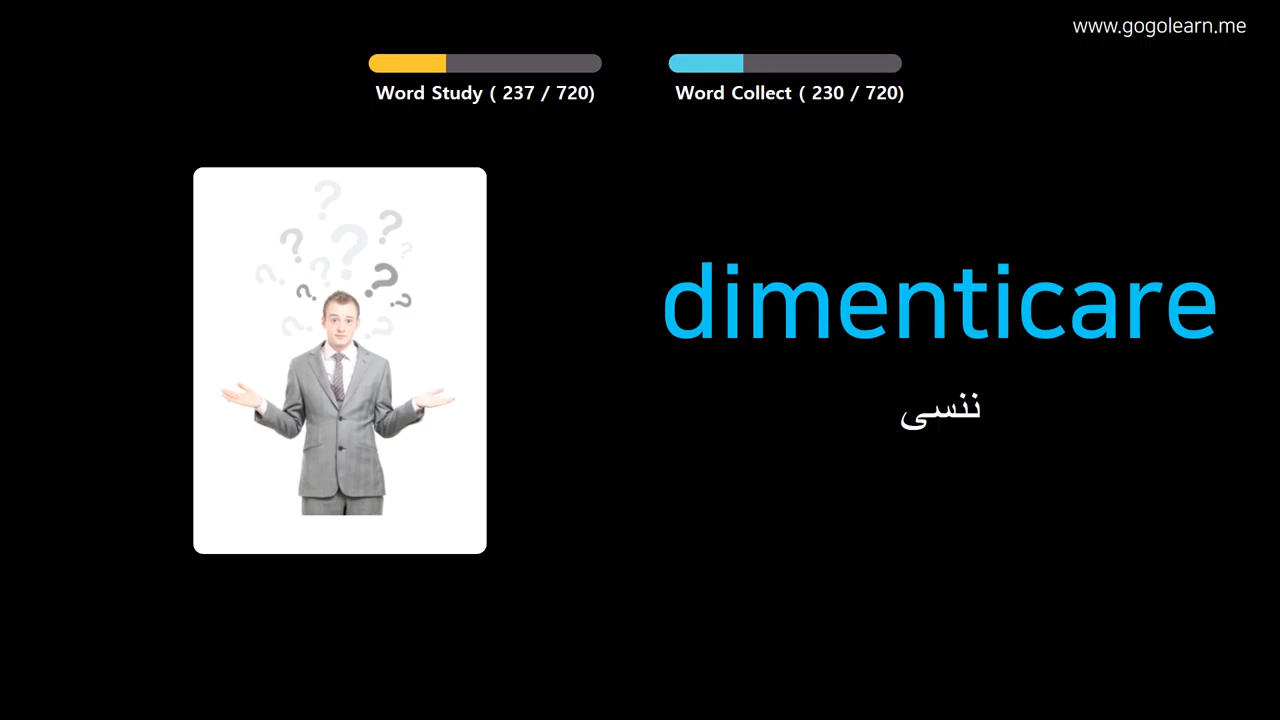 www.gogolearn.me
Word Study ( 237 / 720)
Word Collect ( 230 / 720)
dimenticare
ننسى